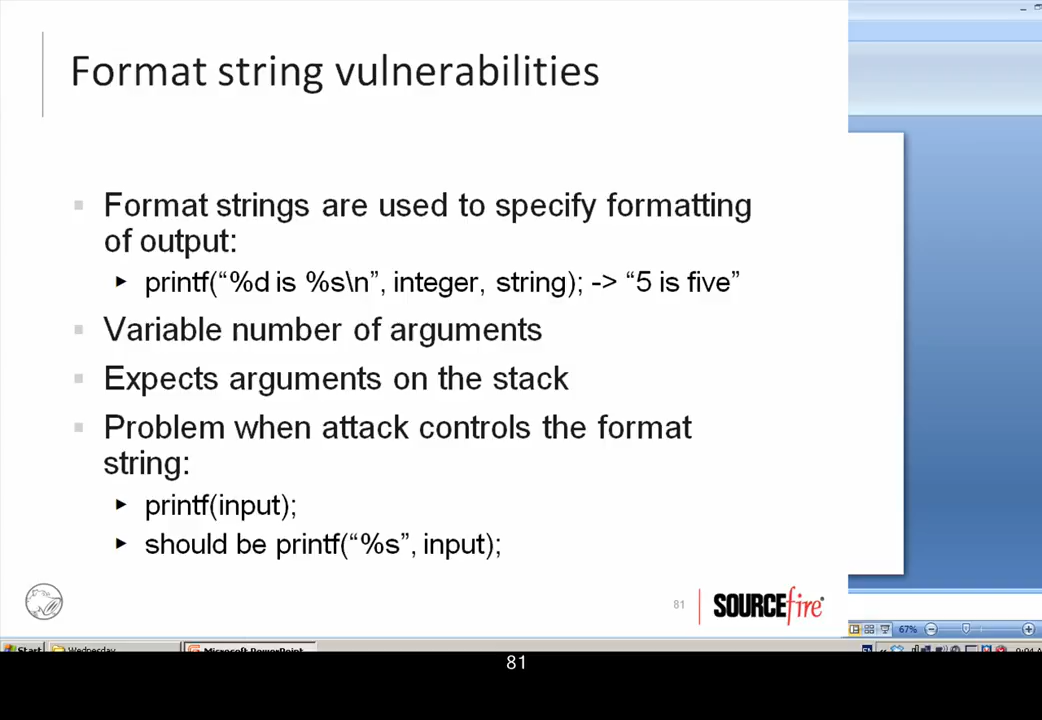 Format string vulnerabilities
Format strings are used to specify formatting
of output:
printf(“%d is %s\n”, integer, string); -> “5 is five”
Variable number of arguments
Expects arguments on the stack
Problem when attack controls the format
string:
printf(input);
should be printf(“%s”, input);
81
SOURCEfire
67%
Start
Wednesday
Microsoft PowerPoint
81